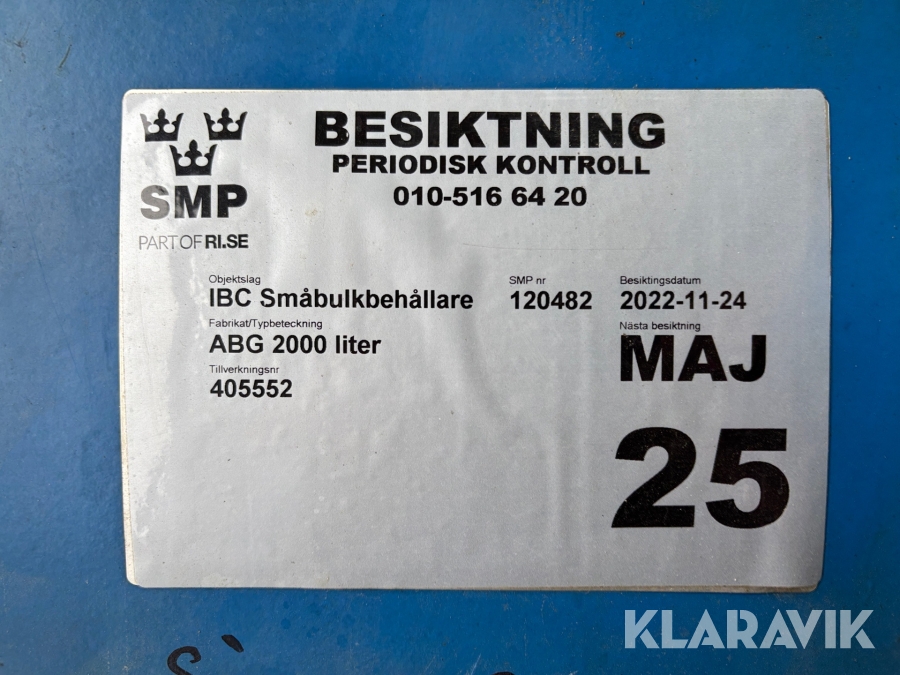 BESIKTNING
PERIODISK KONTROLL
010-516 64 20
SMP
PART OF RI.SE
Objektslag
IBC Småbulkbehållare
SMP nr
120482
Besiktingsdatum
2022-11-24
Fabrikat/Typbeteckning
ABG 2000 liter
Nästa besiktning
MAJ
25
Tillverkningsnr
405552
KLARAVIK